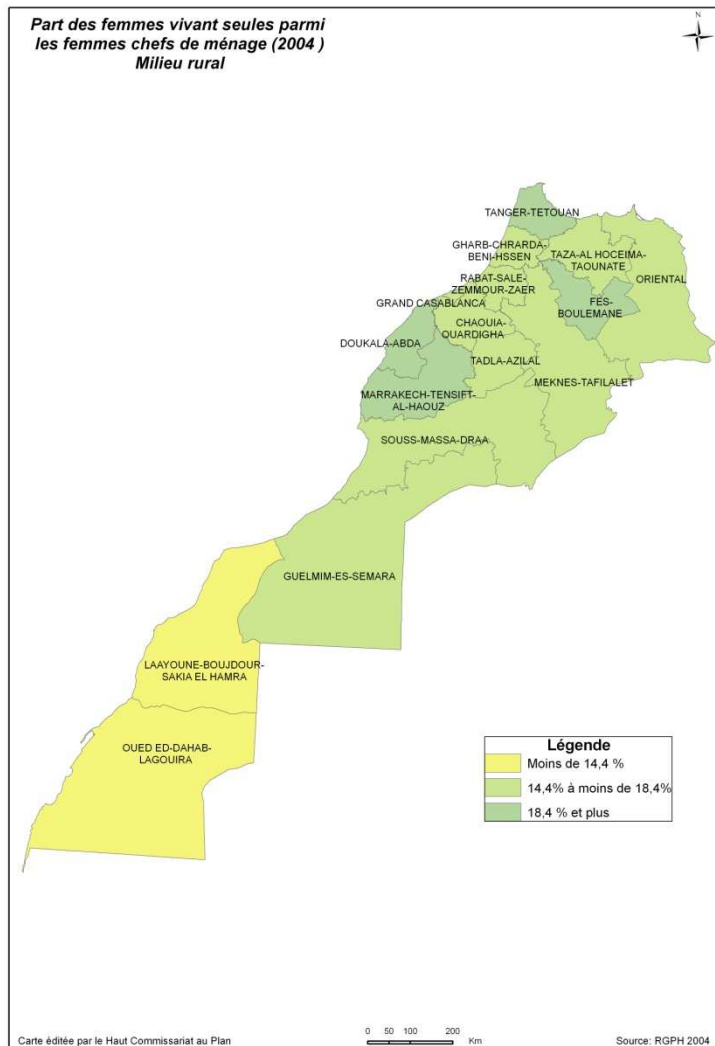 Part des femmes vivant seules parmi
les femmes chefs de ménage (2004 )
Milieu rural
N
TANGER-TETOUAN
GHARB-CHRARDA-
BENI-HSSEN
TAZA-AL HOCEIMA-
TAOUNATE
RABAT-SALE-
ZEMMOUR-ZAER
ORIENTAL
GRAND CASABLANCA
FES-
BOULEMANE
CHAOUIA-
OUARDIGHA
DOUKALA-ABDA
TADLA-AZILAL
MEKNES-TAFILALET
MARRAKECH-TENSIFT-
AL-HAOUZ
SOUSS-MASSA-DRAA
GUELMIM-ES-SEMARA
LAAYOUNE-BOUJDOUR-
SAKIA EL HAMRA
OUED ED-DAHAB-
LAGOUIRA
Légende
Moins de 14,4 %
14,4% à moins de 18,4%
18,4 % et plus
Carte éditée par le Haut Commissariat au Plan
0 50 100 200
Km
Source: RGPH 2004